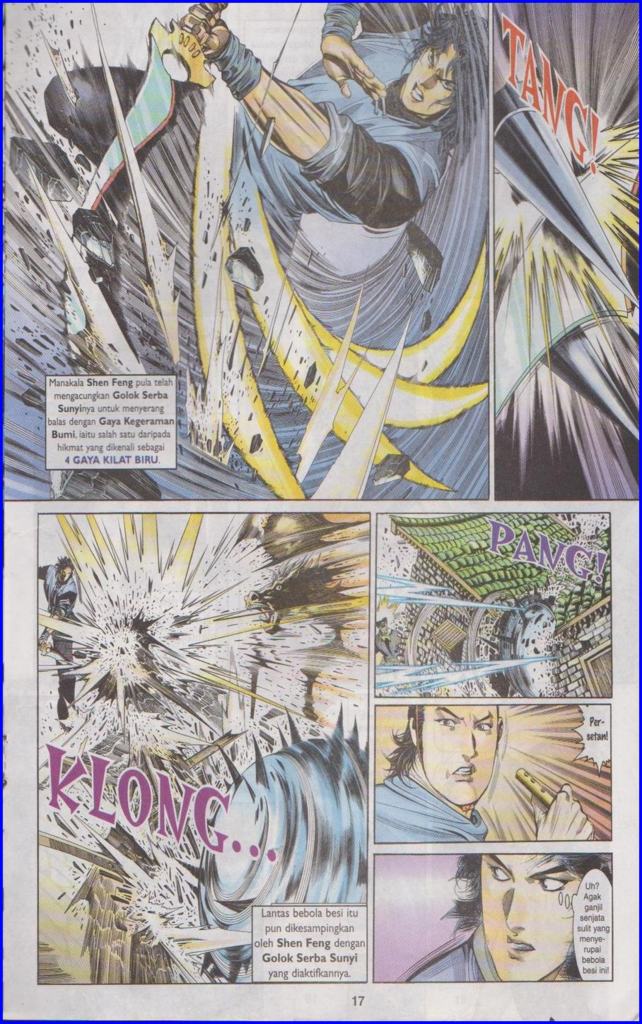 TANG!
Manakala Shen Feng pula telah
mengacungkan Golok Serba
Sunyinya untuk menyerang
balas dengan Gaya Kegeraman
Bumi, iaitu salah satu daripada
hikmat yang dikenali sebagai
4 GAYA KILAT BIRU.
KLONG...
Lantas bebola besi itu
pun dikesampingkan
oleh Shen Feng dengan
Golok Serba Sunyi
yang diaktifkannya.
PANG!
Per-
setan!
Uh?
Agak
ganjil
senjata
sulit yang
menye-
rupai
bebola
besi ini!
17